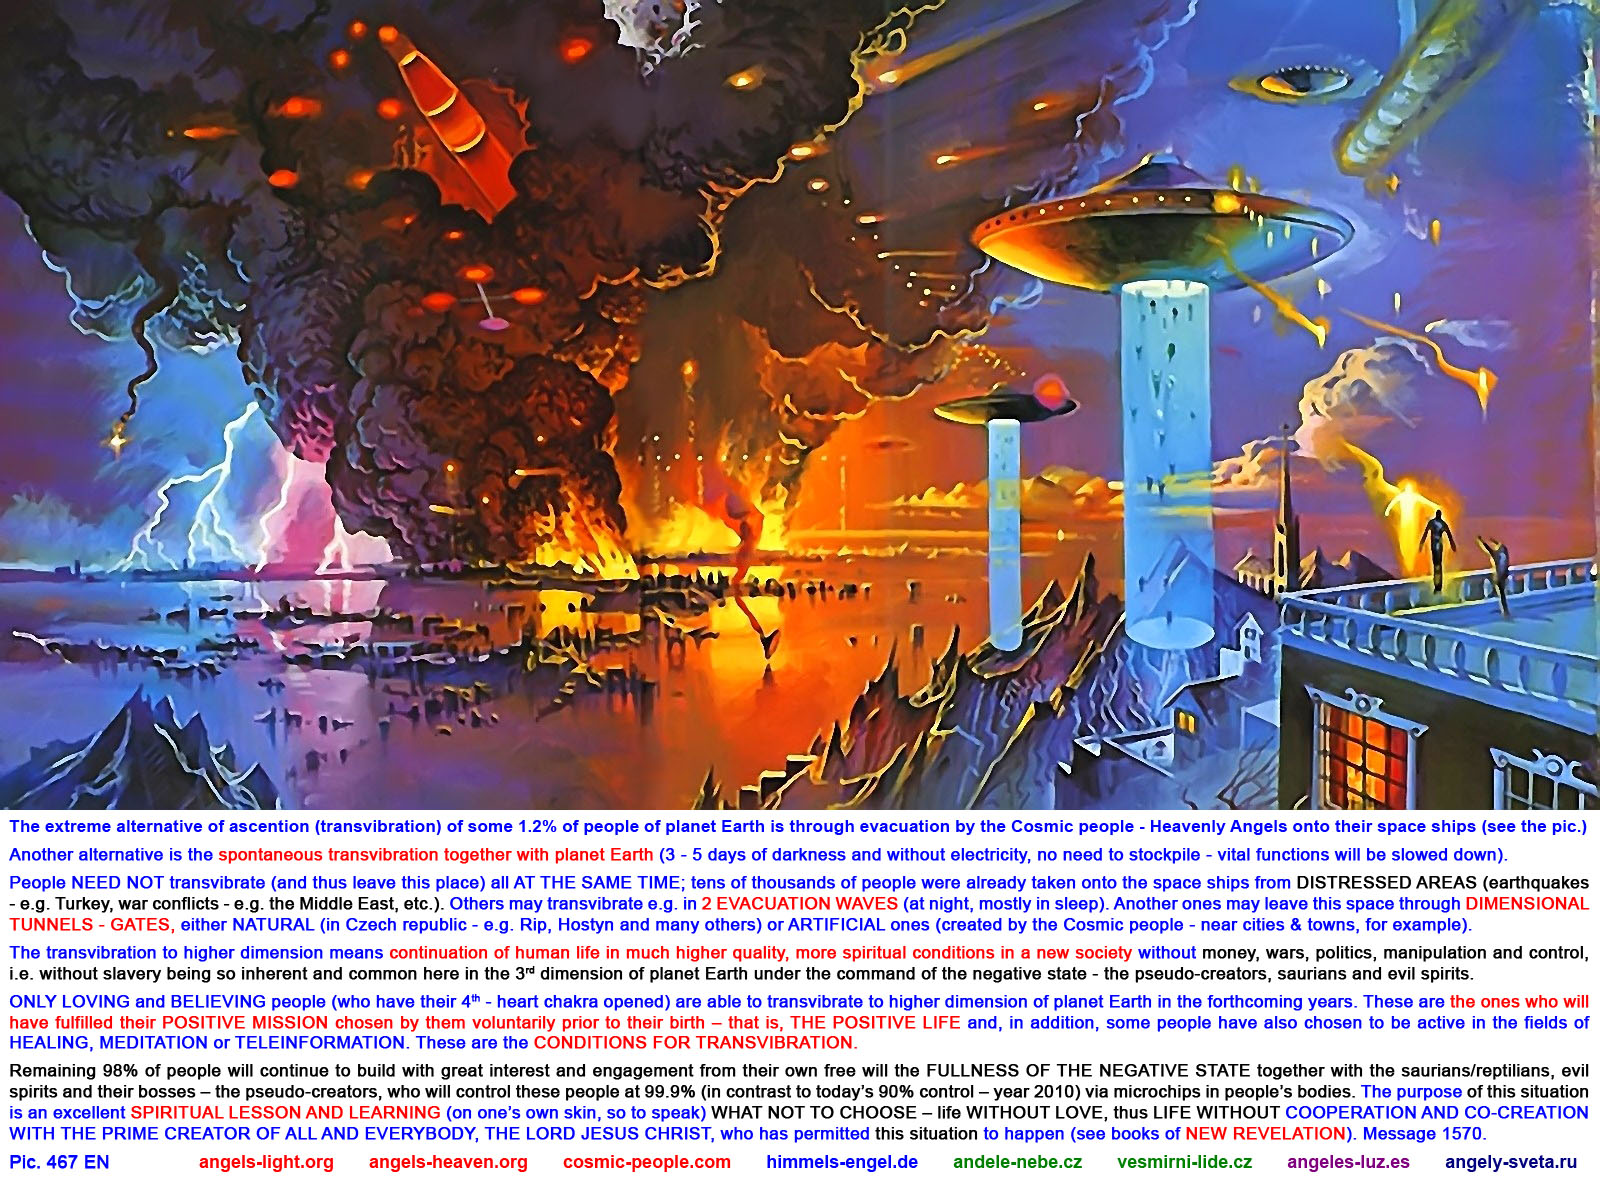 The extreme alternative of ascention (transvibration) of some 1.2% of people of planet Earth is through evacuation by the Cosmic people - Heavenly Angels onto their space ships (see the pic.)
Another alternative is the spontaneous transvibration together with planet Earth (3 - 5 days of darkness and without electricity, no need to stockpile - vital functions will be slowed down).
People NEED NOT transvibrate (and thus leave this place) all AT THE SAME TIME; tens of thousands of people were already taken onto the space ships from DISTRESSED AREAS (earthquakes
- e.g. Turkey, war conflicts - e.g. the Middle East, etc.). Others may transvibrate e.g. in 2 EVACUATION WAVES (at night, mostly in sleep). Another ones may leave this space through DIMENSIONAL
TUNNELS - GATES, either NATURAL (in Czech republic - e.g. Rip, Hostyn and many others) or ARTIFICIAL ones (created by the Cosmic people - near cities & towns, for example).
The transvibration to higher dimension means continuation of human life in much higher quality, more spiritual conditions in a new society without money, wars, politics, manipulation and control,
i.e. without slavery being so inherent and common here in the 3rd dimension of planet Earth under the command of the negative state - the pseudo-creators, saurians and evil spirits.
ONLY LOVING and BELIEVING people (who have their 4th - heart chakra opened) are able to transvibrate to higher dimension of planet Earth in the forthcoming years. These are the ones who will
have fulfilled their POSITIVE MISSION chosen by them voluntarily prior to their birth – that is, THE POSITIVE LIFE and, in addition, some people have also chosen to be active in the fields of
HEALING, MEDITATION or TELEINFORMATION. These are the CONDITIONS FOR TRANSVIBRATION.
Remaining 98% of people will continue to build with great interest and engagement from their own free will the FULLNESS OF THE NEGATIVE STATE together with the saurians/reptilians, evil
spirits and their bosses – the pseudo-creators, who will control these people at 99.9% (in contrast to today's 90% control – year 2010) via microchips in people's bodies. The purpose of this situation
is an excellent SPIRITUAL LESSON AND LEARNING (on one's own skin, so to speak) WHAT NOT TO CHOOSE – life WITHOUT LOVE, thus LIFE WITHOUT COOPERATION AND CO-CREATION
WITH THE PRIME CREATOR OF ALL AND EVERYBODY, THE LORD JESUS CHRIST, who has permitted this situation to happen (see books of NEW REVELATION). Message 1570.
Pic. 467 EN angels-light.org angels-heaven.org cosmic-people.com himmels-engel.de andele-nebe.cz vesmirni-lide.cz angeles-luz.es angely-sveta.ru